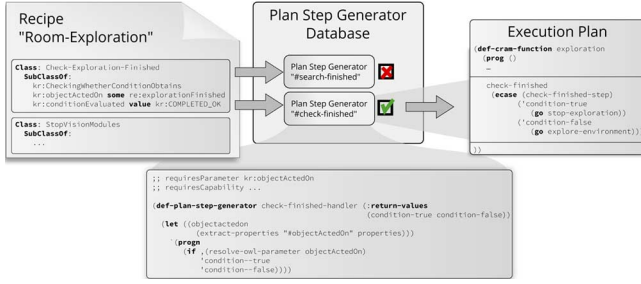 Recipe
"Room-Exploration"
Class: Check-Exploration-Finished
SubClassOf:
kr:CheckingWhetherConditionObtains
kr:objectActedOn some re:explorationFinished
kr:conditionEvaluated value kr:COMPLETED_OK
Class: StopVisionModules
SubClassOf:
...
Plan Step Generator
Database
Plan Step Generator
"#search-finished"
Plan Step Generator
"#check-finished"
Execution Plan
(def-cram-function exploration
(prog ()
…
check-finished
(ecase (check-finished-step)
('condition-true
(go stop-exploration))
('condition-false
(go explore-environment))
))
;; requiresParameter kr:objectActedOn
;; requiresCapability ...
(def-plan-step-generator check-finished-handler (:return-values
(condition-true condition-false))
(let ((objectactedon
(extract-properties "#objectActedOn" properties)))
`(progn
(if ,(resolve-owl-parameter objectActedOn)
'condition--true
'condition--false))))